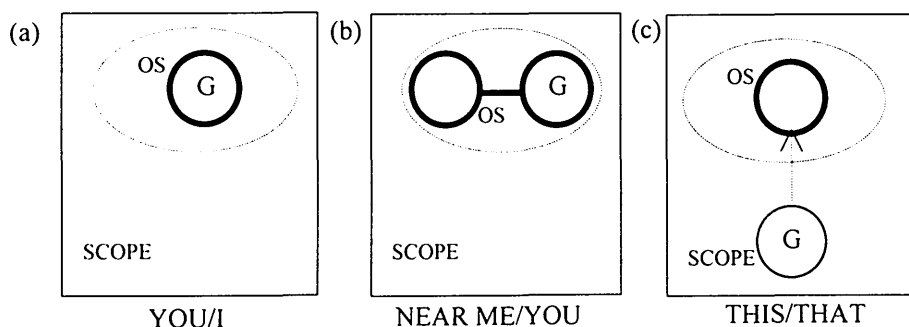 (a)
OS
G
SCOPE
YOU/I
(b)
G
OS
SCOPE
NEAR ME/YOU
(c)
OS
G
SCOPE
THIS/THAT